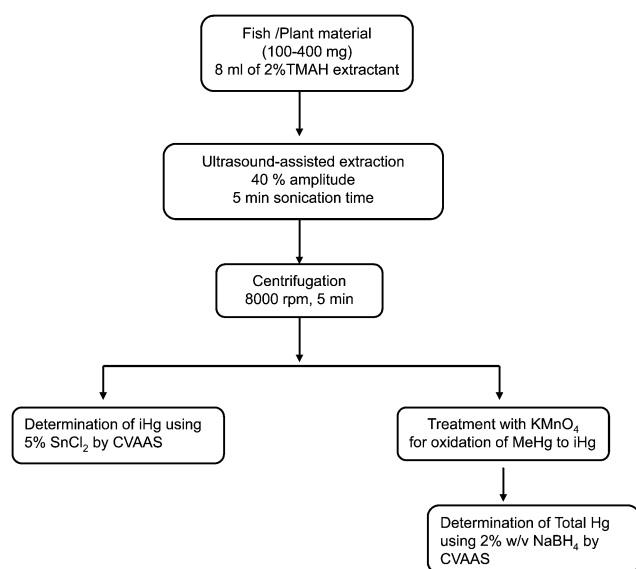 Fish /Plant material
(100-400 mg)
8 ml of 2%TMAH extractant
Ultrasound-assisted extraction
40 % amplitude
5 min sonication time
Centrifugation
8000 rpm, 5 min
Determination of iHg using
5% SnCl₂ by CVAAS
Treatment with KMnO₄
for oxidation of MeHg to iHg
Determination of Total Hg
using 2% w/v NaBH₄ by
CVAAS